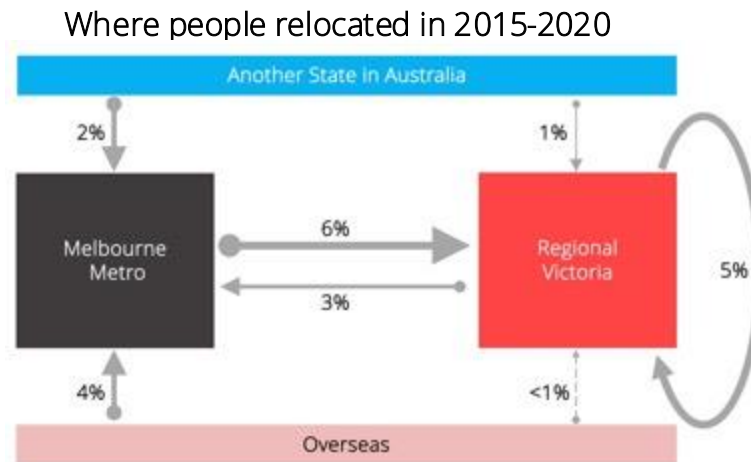 Where people relocated in 2015-2020
Another State in Australia
2%
1%
Melbourne
Metro
6%
3%
Regional
Victoria
5%
4%
<1%
Overseas